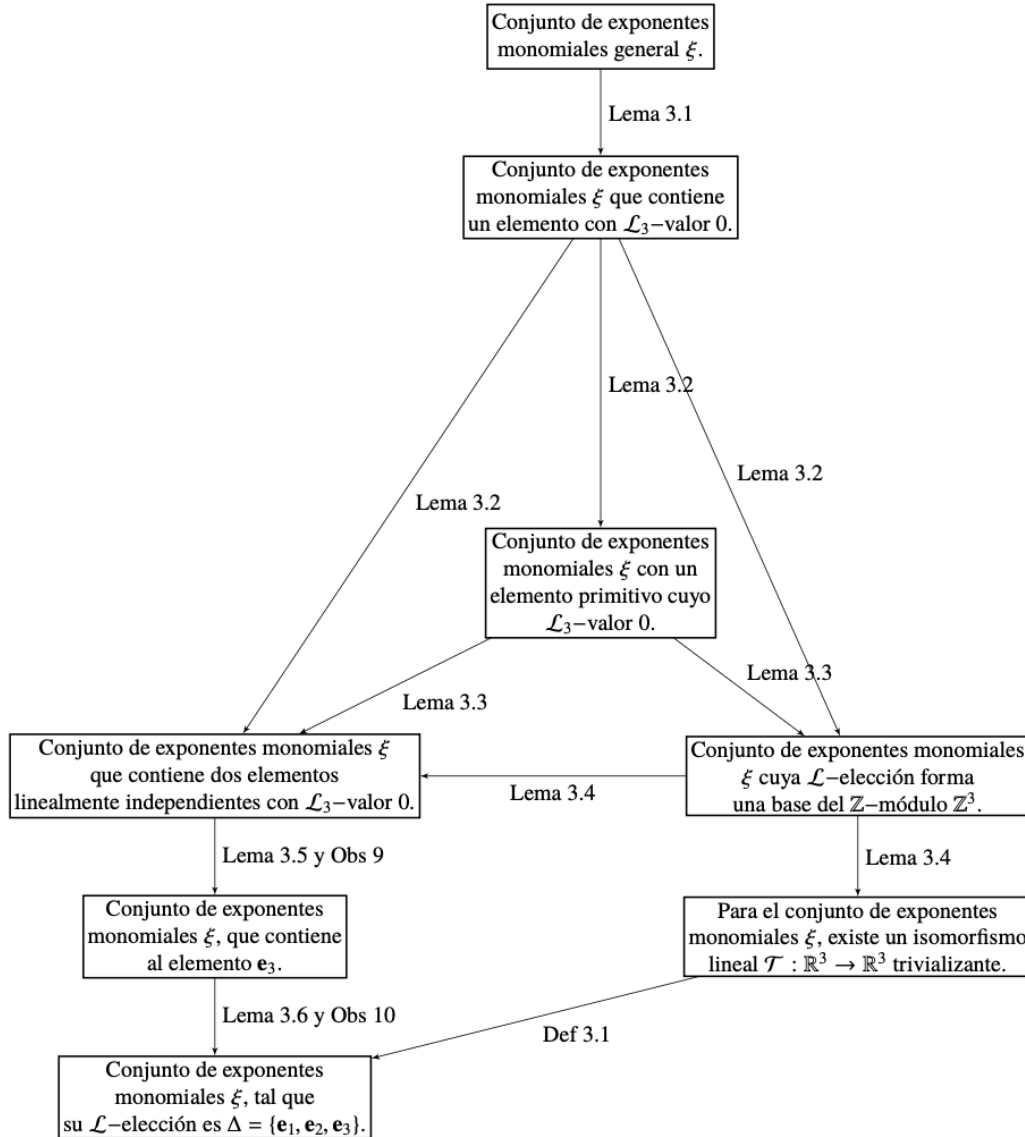 Conjunto de exponentes
monomiales general ξ.
Lema 3.1
Conjunto de exponentes
monomiales ξ que contiene
un elemento con ℒ₃−valor 0.
Lema 3.2
Lema 3.2
Lema 3.2
Conjunto de exponentes
monomiales ξ con un
elemento primitivo cuyo
ℒ₃−valor 0.
Lema 3.3
Lema 3.3
Conjunto de exponentes monomiales ξ
que contiene dos elementos
linealmente independientes con ℒ₃−valor 0.
Lema 3.4
Conjunto de exponentes monomiales
ξ cuya ℒ−elección forma
una base del ℤ−módulo ℤ³.
Lema 3.5 y Obs 9
Lema 3.4
Conjunto de exponentes
monomiales ξ, que contiene
al elemento e₃.
Para el conjunto de exponentes
monomiales ξ, existe un isomorfismo
lineal 𝒯 : ℝ³ → ℝ³ trivializante.
Lema 3.6 y Obs 10
Def 3.1
Conjunto de exponentes
monomiales ξ, tal que
su ℒ−elección es Δ = {e₁, e₂, e₃}.